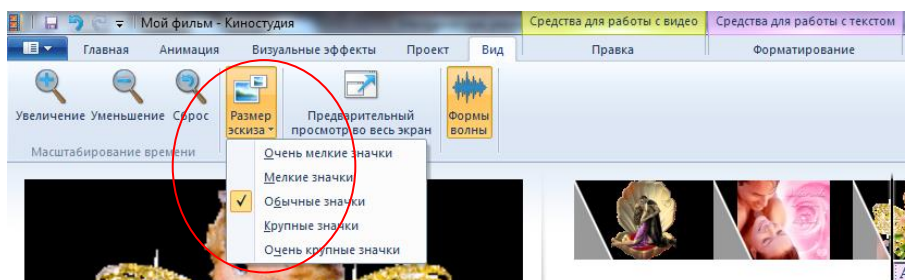 Мой фильм - Киностудия
Средства для работы с видео
Средства для работы с текстом
Главная
Анимация
Визуальные эффекты
Проект
Вид
Правка
Форматирование
Увеличение
Уменьшение
Сброс
Размер
эскиза
Предварительный
просмотр во весь экран
Формы
волны
Масштабирование времени
Очень мелкие значки
Мелкие значки
Обычные значки
Крупные значки
Очень крупные значки